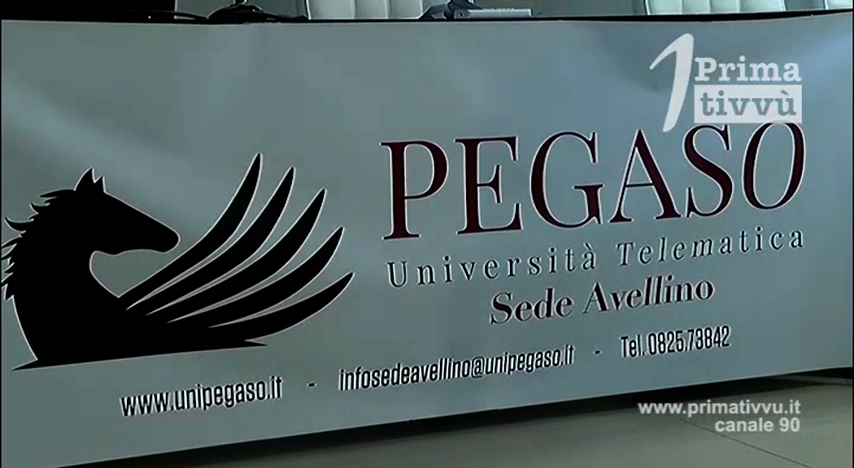 1 Prima
tivvù
PEGASO
Università Telematica
Sede Avellino
www.unipegaso.it - infosedeavellino@unipegaso.it - Tel. 0825.73842
www.primativvu.it
canale 90